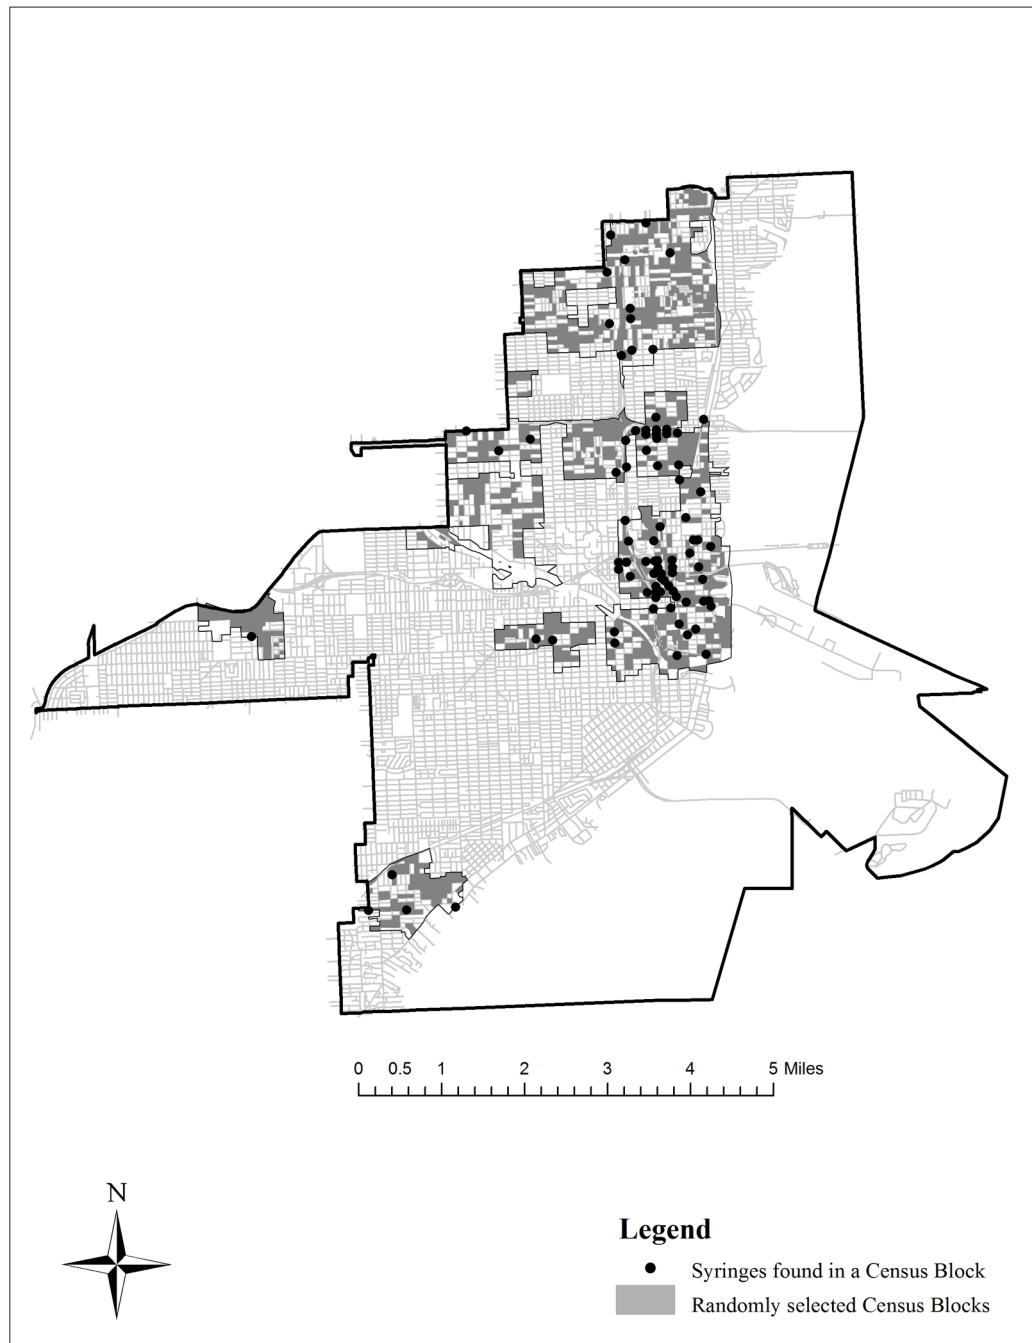 0 0.5 1 2 3 4 5 Miles
N
Legend
Syringes found in a Census Block
Randomly selected Census Blocks